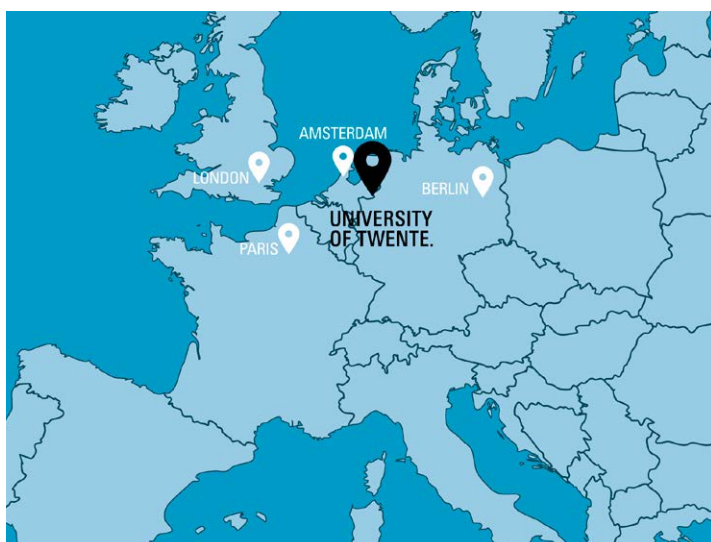 AMSTERDAM
LONDON
BERLIN
UNIVERSITY
OF TWENTE.
PARIS